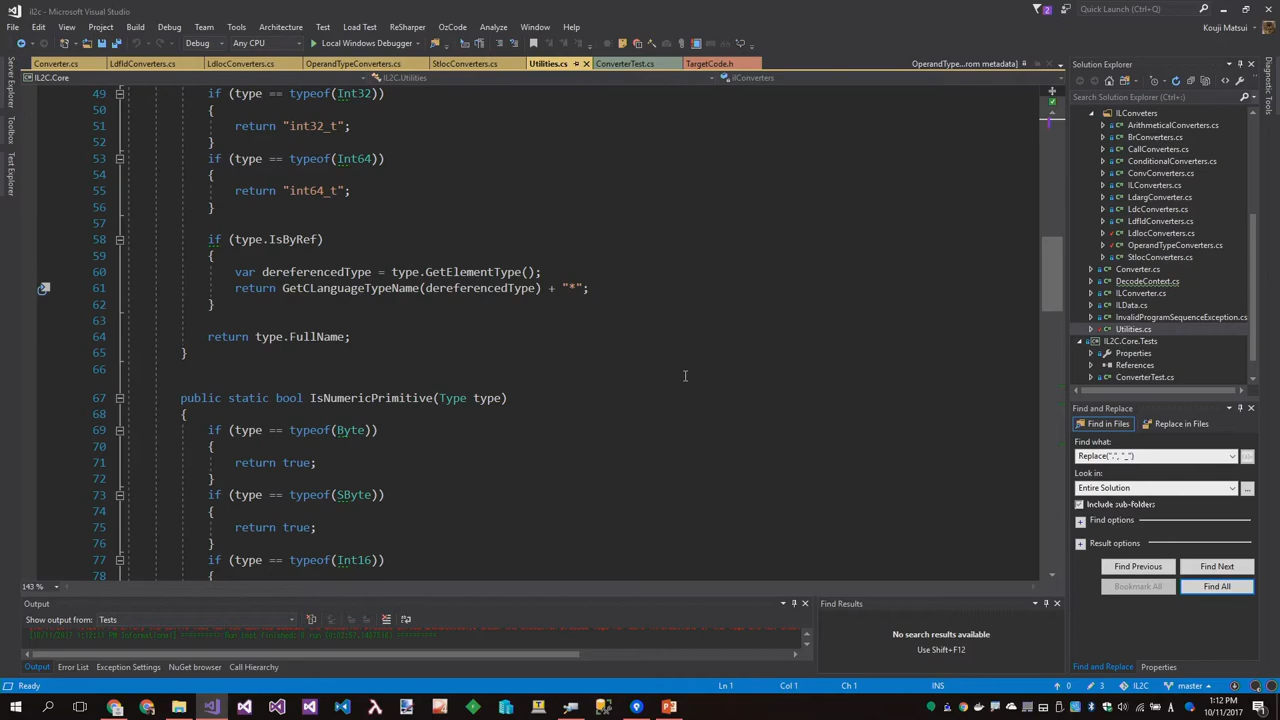 il2c - Microsoft Visual Studio
2
Quick Launch (Ctrl+Q)
File Edit View Project Build Debug Team Tools Architecture Test Load Test ReSharper OzCode Analyze Window Help
Kouji Matsui
Debug Any CPU Local Windows Debugger
Converter.cs LdfldConverters.cs LdlocConverters.cs OperandTypeConverters.cs StlocConverters.cs Utilities.cs ConverterTest.cs TargetCode.h OperandType...rom metadata]
IL2C.Core IL2C.Utilities ilConverters
Server Explorer
Toolbox
Test Explorer
49 if (type == typeof(Int32))
50 {
51 return "int32_t";
52 }
53 if (type == typeof(Int64))
54 {
55 return "int64_t";
56 }
57
58 if (type.IsByRef)
59 {
60 var dereferencedType = type.GetElementType();
61 return GetCLanguageTypeName(dereferencedType) + "*";
62 }
63
64 return type.FullName;
65 }
66
67 public static bool IsNumericPrimitive(Type type)
68 {
69 if (type == typeof(Byte))
70 {
71 return true;
72 }
73 if (type == typeof(SByte))
74 {
75 return true;
76 }
77 if (type == typeof(Int16))
78 {
143 %
Solution Explorer
Search Solution Explorer (Ctrl+:)
ILConveters
ArithmeticalConverters.cs
BrConverters.cs
CallConverters.cs
ConditionalConverters.cs
ConvConverters.cs
ILConverters.cs
LdargConverter.cs
LdcConverters.cs
LdfldConverters.cs
LdlocConverters.cs
OperandTypeConverters.cs
StlocConverters.cs
Converter.cs
DecodeContext.cs
ILConverter.cs
ILData.cs
InvalidProgramSequenceException.cs
Utilities.cs
IL2C.Core.Tests
Properties
References
ConverterTest.cs
Diagnostic Tools
Find and Replace
Find in Files Replace in Files
Find what:
Replace(".", "_")
Look in:
Entire Solution
...
Include sub-folders
Find options
Result options
Find Previous Find Next
Bookmark All Find All
Find and Replace Properties
Output
Show output from: Tests
Output Error List Exception Settings NuGet browser Call Hierarchy
Find Results
No search results available
Use Shift+F12
Ready Ln 1 Col 1 Ch 1 INS 0 3 IL2C master
1:12 PM
10/11/2017